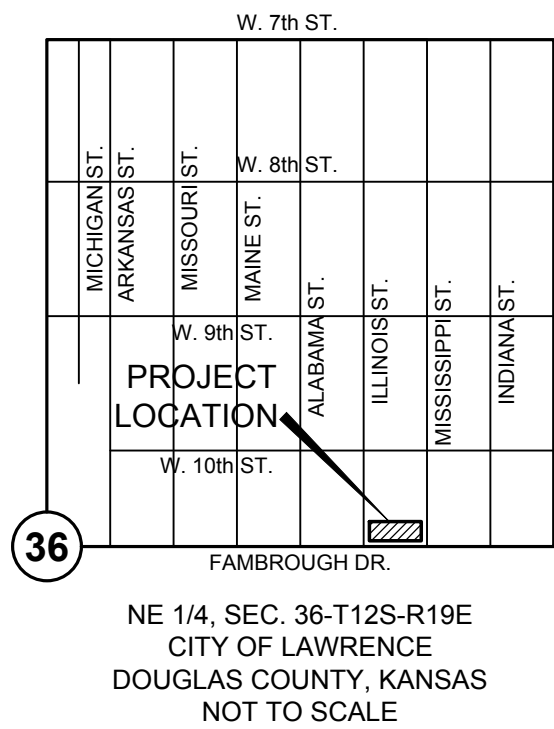 W. 7th ST.
W. 8th ST.
MICHIGAN ST.
ARKANSAS ST.
MISSOURI ST.
MAINE ST.
ALABAMA ST.
ILLINOIS ST.
MISSISSIPPI ST.
INDIANA ST.
W. 9th ST.
PROJECT
LOCATION
W. 10th ST.
36
FAMBROUGH DR.
NE 1/4, SEC. 36-T12S-R19E
CITY OF LAWRENCE
DOUGLAS COUNTY, KANSAS
NOT TO SCALE